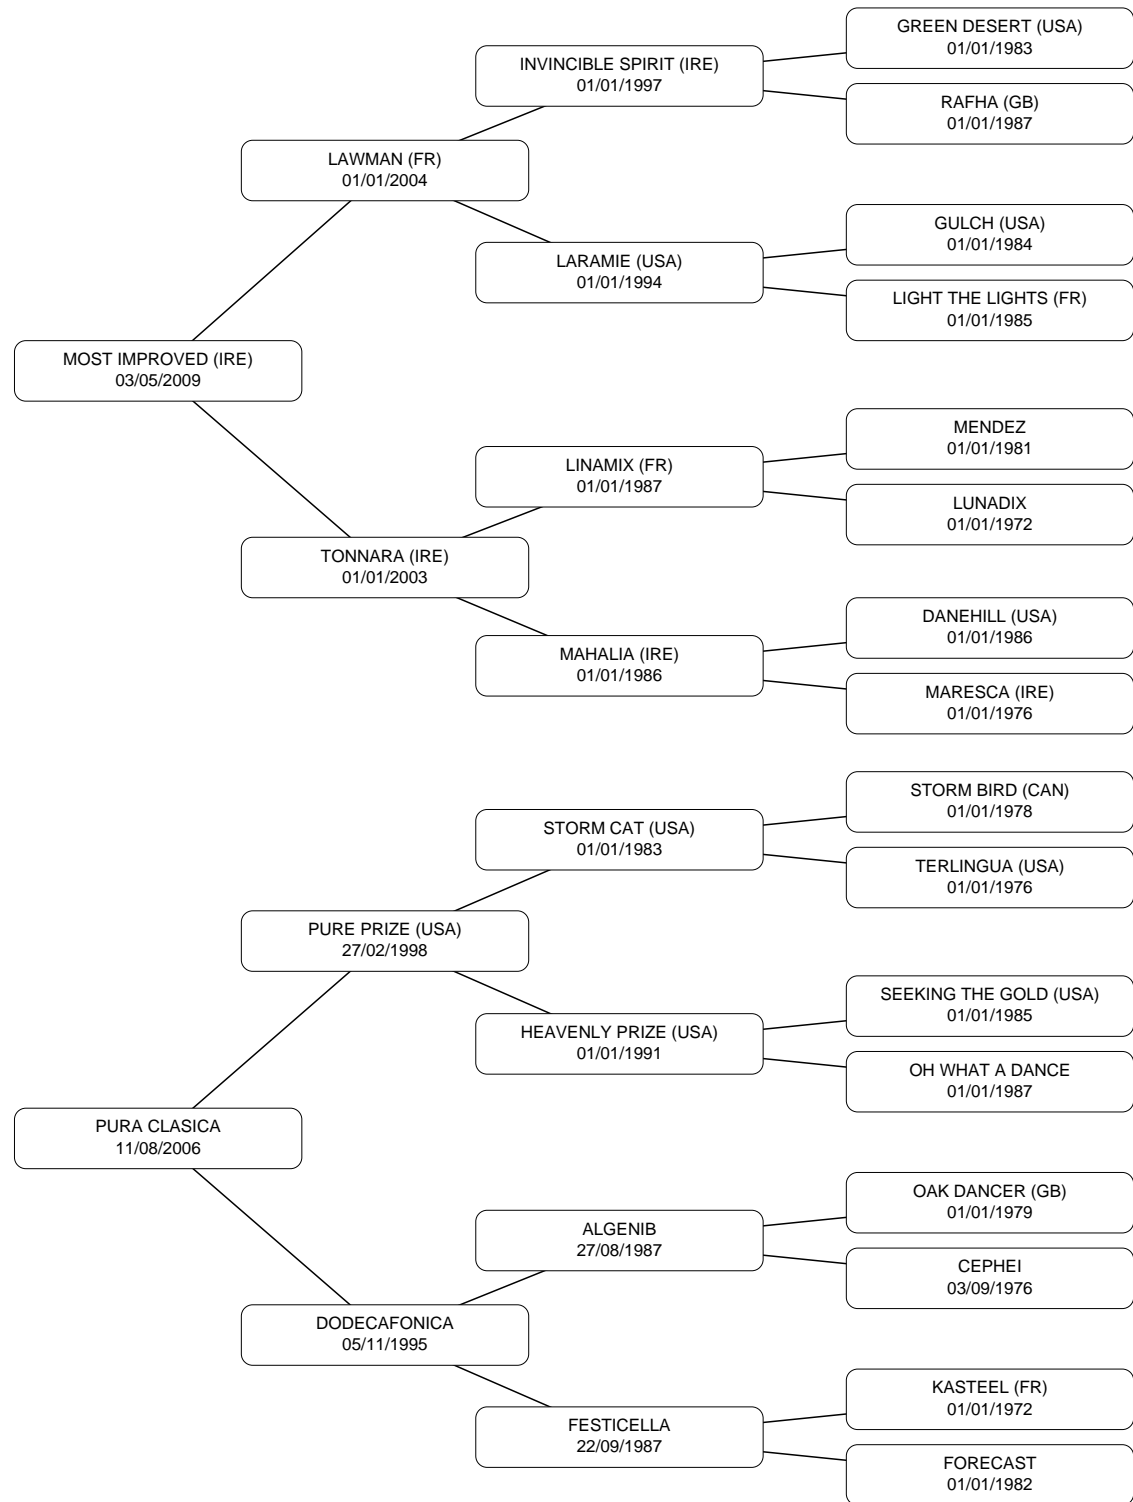 GREEN DESERT (USA)
01/01/1983
INVINCIBLE SPIRIT (IRE)
01/01/1997
RAFHA (GB)
01/01/1987
LAWMAN (FR)
01/01/2004
GULCH (USA)
01/01/1984
LARAMIE (USA)
01/01/1994
LIGHT THE LIGHTS (FR)
01/01/1985
MOST IMPROVED (IRE)
03/05/2009
MENDEZ
01/01/1981
LINAMIX (FR)
01/01/1987
LUNADIX
01/01/1972
TONNARA (IRE)
01/01/2003
DANEHILL (USA)
01/01/1986
MAHALIA (IRE)
01/01/1986
MARESCA (IRE)
01/01/1976
STORM BIRD (CAN)
01/01/1978
STORM CAT (USA)
01/01/1983
TERLINGUA (USA)
01/01/1976
PURE PRIZE (USA)
27/02/1998
SEEKING THE GOLD (USA)
01/01/1985
HEAVENLY PRIZE (USA)
01/01/1991
OH WHAT A DANCE
01/01/1987
PURA CLASICA
11/08/2006
OAK DANCER (GB)
01/01/1979
ALGENIB
27/08/1987
CEPHEI
03/09/1976
DODECAFONICA
05/11/1995
KASTEEL (FR)
01/01/1972
FESTICELLA
22/09/1987
FORECAST
01/01/1982